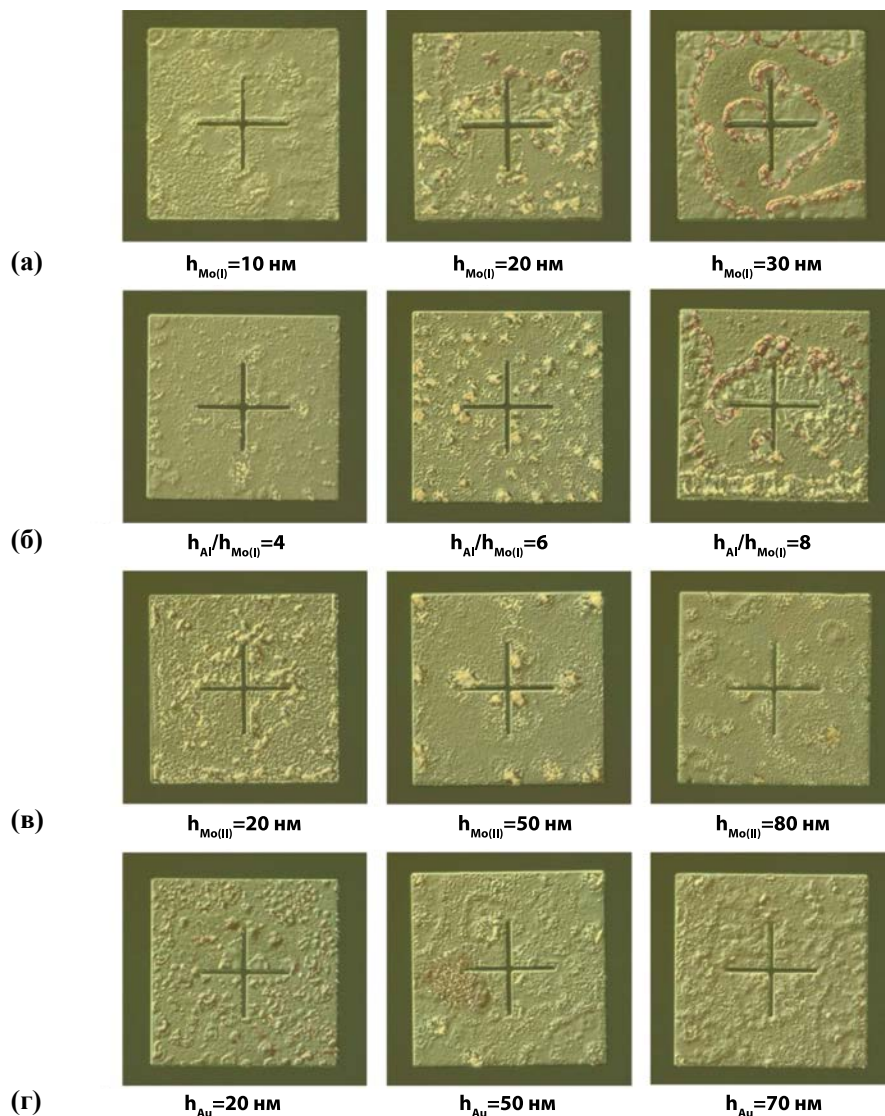 (а)
h_Mo(I)=10 нм h_Mo(I)=20 нм h_Mo(I)=30 нм
(б)
h_Al/h_Mo(I)=4 h_Al/h_Mo(I)=6 h_Al/h_Mo(I)=8
(в)
h_Mo(II)=20 нм h_Mo(II)=50 нм h_Mo(II)=80 нм
(г)
h_Au=20 нм h_Au=50 нм h_Au=70 нм